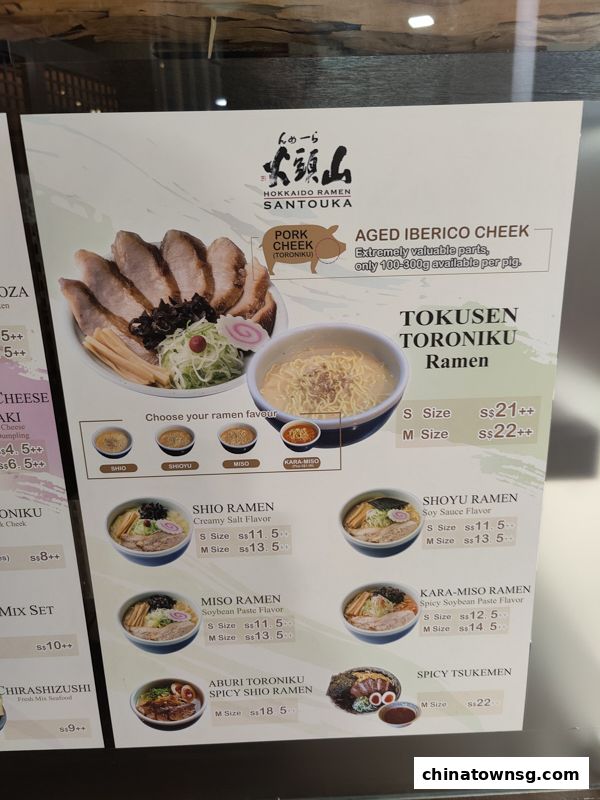 んめーら
山頭火
HOKKAIDO RAMEN
SANTOUKA
PORK
CHEEK
(TORONIKU)
AGED IBERICO CHEEK
Extremely valuable parts,
only 100-300g available per pig.
TOKUSEN
TORONIKU
Ramen
S Size S$21++
M Size S$22++
Choose your ramen favour
SHIO
SHIOYU
MISO
KARA-MISO
SHIO RAMEN
Creamy Salt Flavor
S Size S$11.5++
M Size S$13.5++
SHOYU RAMEN
Soy Sauce Flavor
S Size S$11.5++
M Size S$13.5++
MISO RAMEN
Soybean Paste Flavor
S Size S$11.5++
M Size S$13.5++
KARA-MISO RAMEN
Spicy Soybean Paste Flavor
S Size S$12.5++
M Size S$14.5++
ABURI TORONIKU
SPICY SHIO RAMEN
M Size S$18.5++
SPICY TSUKEMEN
M Size S$22++
OZA
ken
5++
5++
CHEESE
AKI
Cheese
Dumpling
S$4.5++
S$6.5++
ONIKU
Cheek
S$8++
MIX SET
S$10++
CHIRASHIZUSHI
Fresh Mix Seafood
S$9++
chinatownsg.com